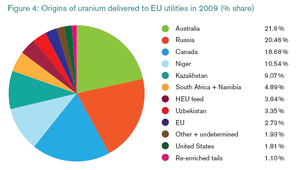 Figure 4: Origins of uranium delivered to EU utilities in 2009 (% share)
Australia 21.6%
Russia 20.46%
Canada 18.68%
Niger 10.54%
Kazakhstan 9.07%
South Africa + Namibia 4.89%
HEU feed 3.84%
Uzbekistan 3.35%
EU 2.73%
Other + undetermined 1.93%
United States 1.81%
Re-enriched tails 1.10%